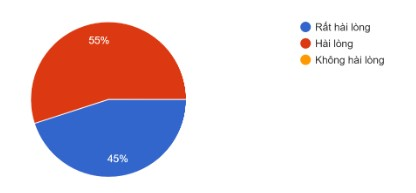 55%
45%
Rất hài lòng
Hài lòng
Không hài lòng